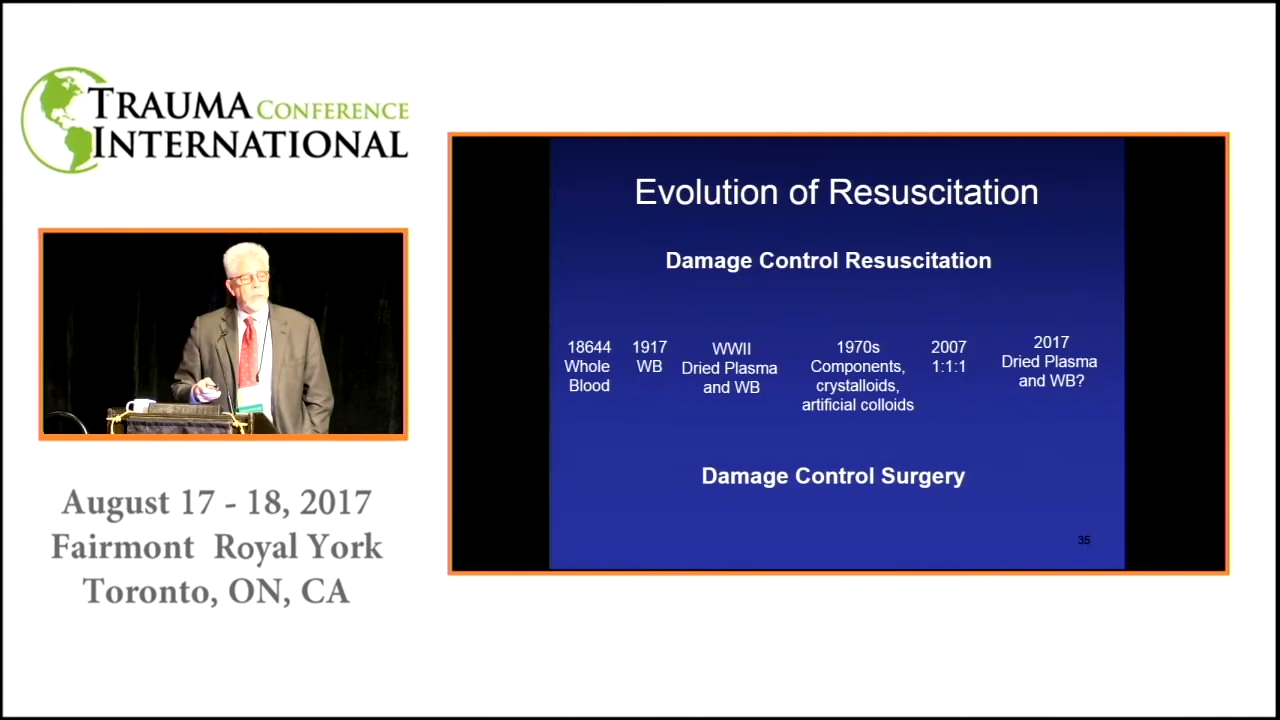 TRAUMA CONFERENCE
INTERNATIONAL
August 17 - 18, 2017
Fairmont Royal York
Toronto, ON, CA
Evolution of Resuscitation
Damage Control Resuscitation
18644
Whole
Blood
1917
WB
WWII
Dried Plasma
and WB
1970s
Components,
crystalloids,
artificial colloids
2007
1:1:1
2017
Dried Plasma
and WB?
Damage Control Surgery
35